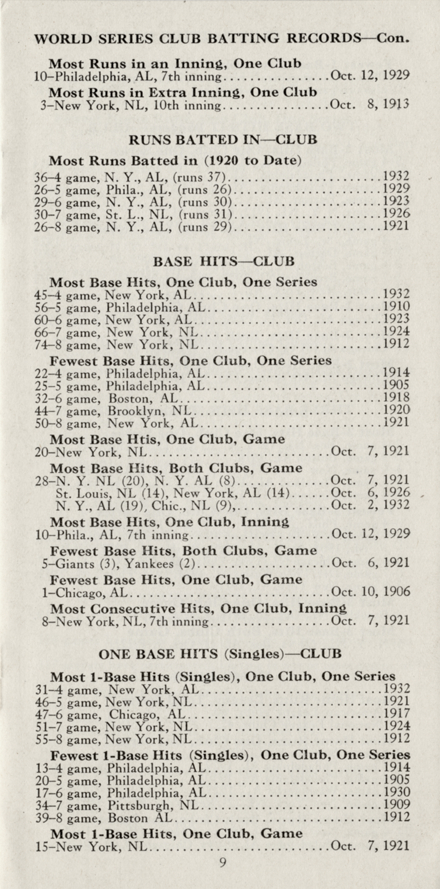 WORLD SERIES CLUB BATTING RECORDS—Con.
Most Runs in an Inning, One Club
10–Philadelphia, AL, 7th inning..............Oct. 12, 1929
Most Runs in Extra Inning, One Club
3–New York, NL, 10th inning..............Oct. 8, 1913
RUNS BATTED IN—CLUB
Most Runs Batted in (1920 to Date)
36–4 game, N. Y., AL, (runs 37)....................1932
26–5 game, Phila., AL, (runs 26)....................1929
29–6 game, N. Y., AL, (runs 30)....................1923
30–7 game, St. L., NL, (runs 31)....................1926
26–8 game, N. Y., AL, (runs 29)....................1921
BASE HITS—CLUB
Most Base Hits, One Club, One Series
45–4 game, New York, AL........................1932
56–5 game, Philadelphia, AL........................1910
60–6 game, New York, AL........................1923
66–7 game, New York, NL........................1924
74–8 game, New York, NL........................1912
Fewest Base Hits, One Club, One Series
22–4 game, Philadelphia, AL........................1914
25–5 game, Philadelphia, AL........................1905
32–6 game, Boston, AL........................1918
44–7 game, Brooklyn, NL........................1920
50–8 game, New York, AL........................1921
Most Base Htis, One Club, Game
20–New York, NL........................Oct. 7, 1921
Most Base Hits, Both Clubs, Game
28–N. Y. NL (20), N. Y. AL (8)..............Oct. 7, 1921
St. Louis, NL (14), New York, AL (14)......Oct. 6, 1926
N. Y., AL (19), Chic., NL (9),..............Oct. 2, 1932
Most Base Hits, One Club, Inning
10–Phila., AL, 7th inning..................Oct. 12, 1929
Fewest Base Hits, Both Clubs, Game
5–Giants (3), Yankees (2)..................Oct. 6, 1921
Fewest Base Hits, One Club, Game
1–Chicago, AL........................Oct. 10, 1906
Most Consecutive Hits, One Club, Inning
8–New York, NL, 7th inning................Oct. 7, 1921
ONE BASE HITS (Singles)—CLUB
Most 1-Base Hits (Singles), One Club, One Series
31–4 game, New York, AL........................1932
46–5 game, New York, NL........................1921
47–6 game, Chicago, AL........................1917
51–7 game, New York, NL........................1924
55–8 game, New York, NL........................1912
Fewest 1-Base Hits (Singles), One Club, One Series
13–4 game, Philadelphia, AL........................1914
20–5 game, Philadelphia, AL........................1905
17–6 game, Philadelphia, AL........................1930
34–7 game, Pittsburgh, NL........................1909
39–8 game, Boston AL........................1912
Most 1-Base Hits, One Club, Game
15–New York, NL........................Oct. 7, 1921
9